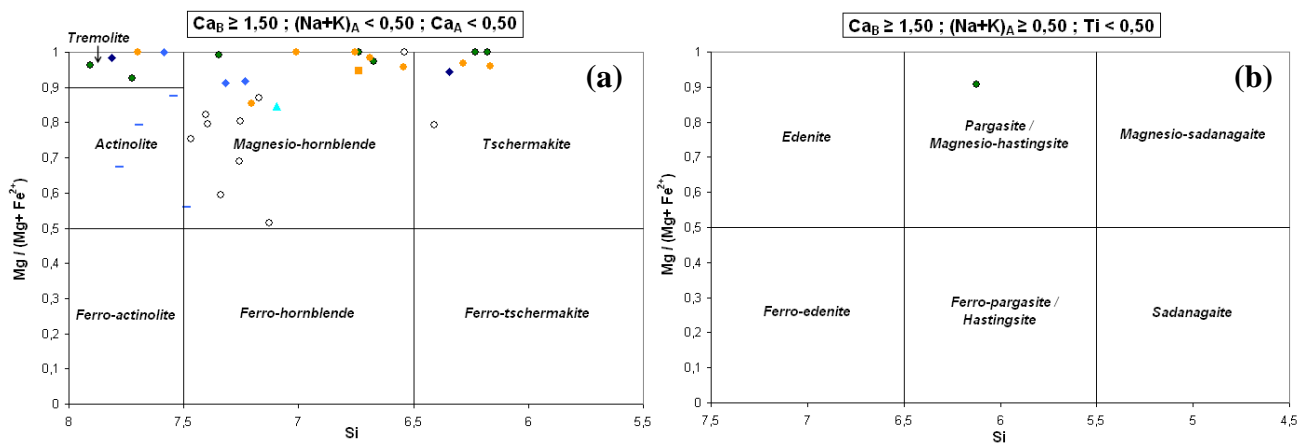 Ca_B ≥ 1,50 ; (Na+K)_A < 0,50 ; Ca_A < 0,50
(a)
Tremolite
Actinolite
Magnesio-hornblende
Tschermakite
Ferro-actinolite
Ferro-hornblende
Ferro-tschermakite
Mg / (Mg+ Fe²⁺)
1
0,9
0,8
0,7
0,6
0,5
0,4
0,3
0,2
0,1
0
8
7,5
7
6,5
6
5,5
Si
Ca_B ≥ 1,50 ; (Na+K)_A ≥ 0,50 ; Ti < 0,50
(b)
Edenite
Pargasite /
Magnesio-hastingsite
Magnesio-sadanagaite
Ferro-edenite
Ferro-pargasite /
Hastingsite
Sadanagaite
Mg / (Mg+ Fe²⁺)
1
0,9
0,8
0,7
0,6
0,5
0,4
0,3
0,2
0,1
0
7,5
6,5
6
5,5
5
4,5
Si